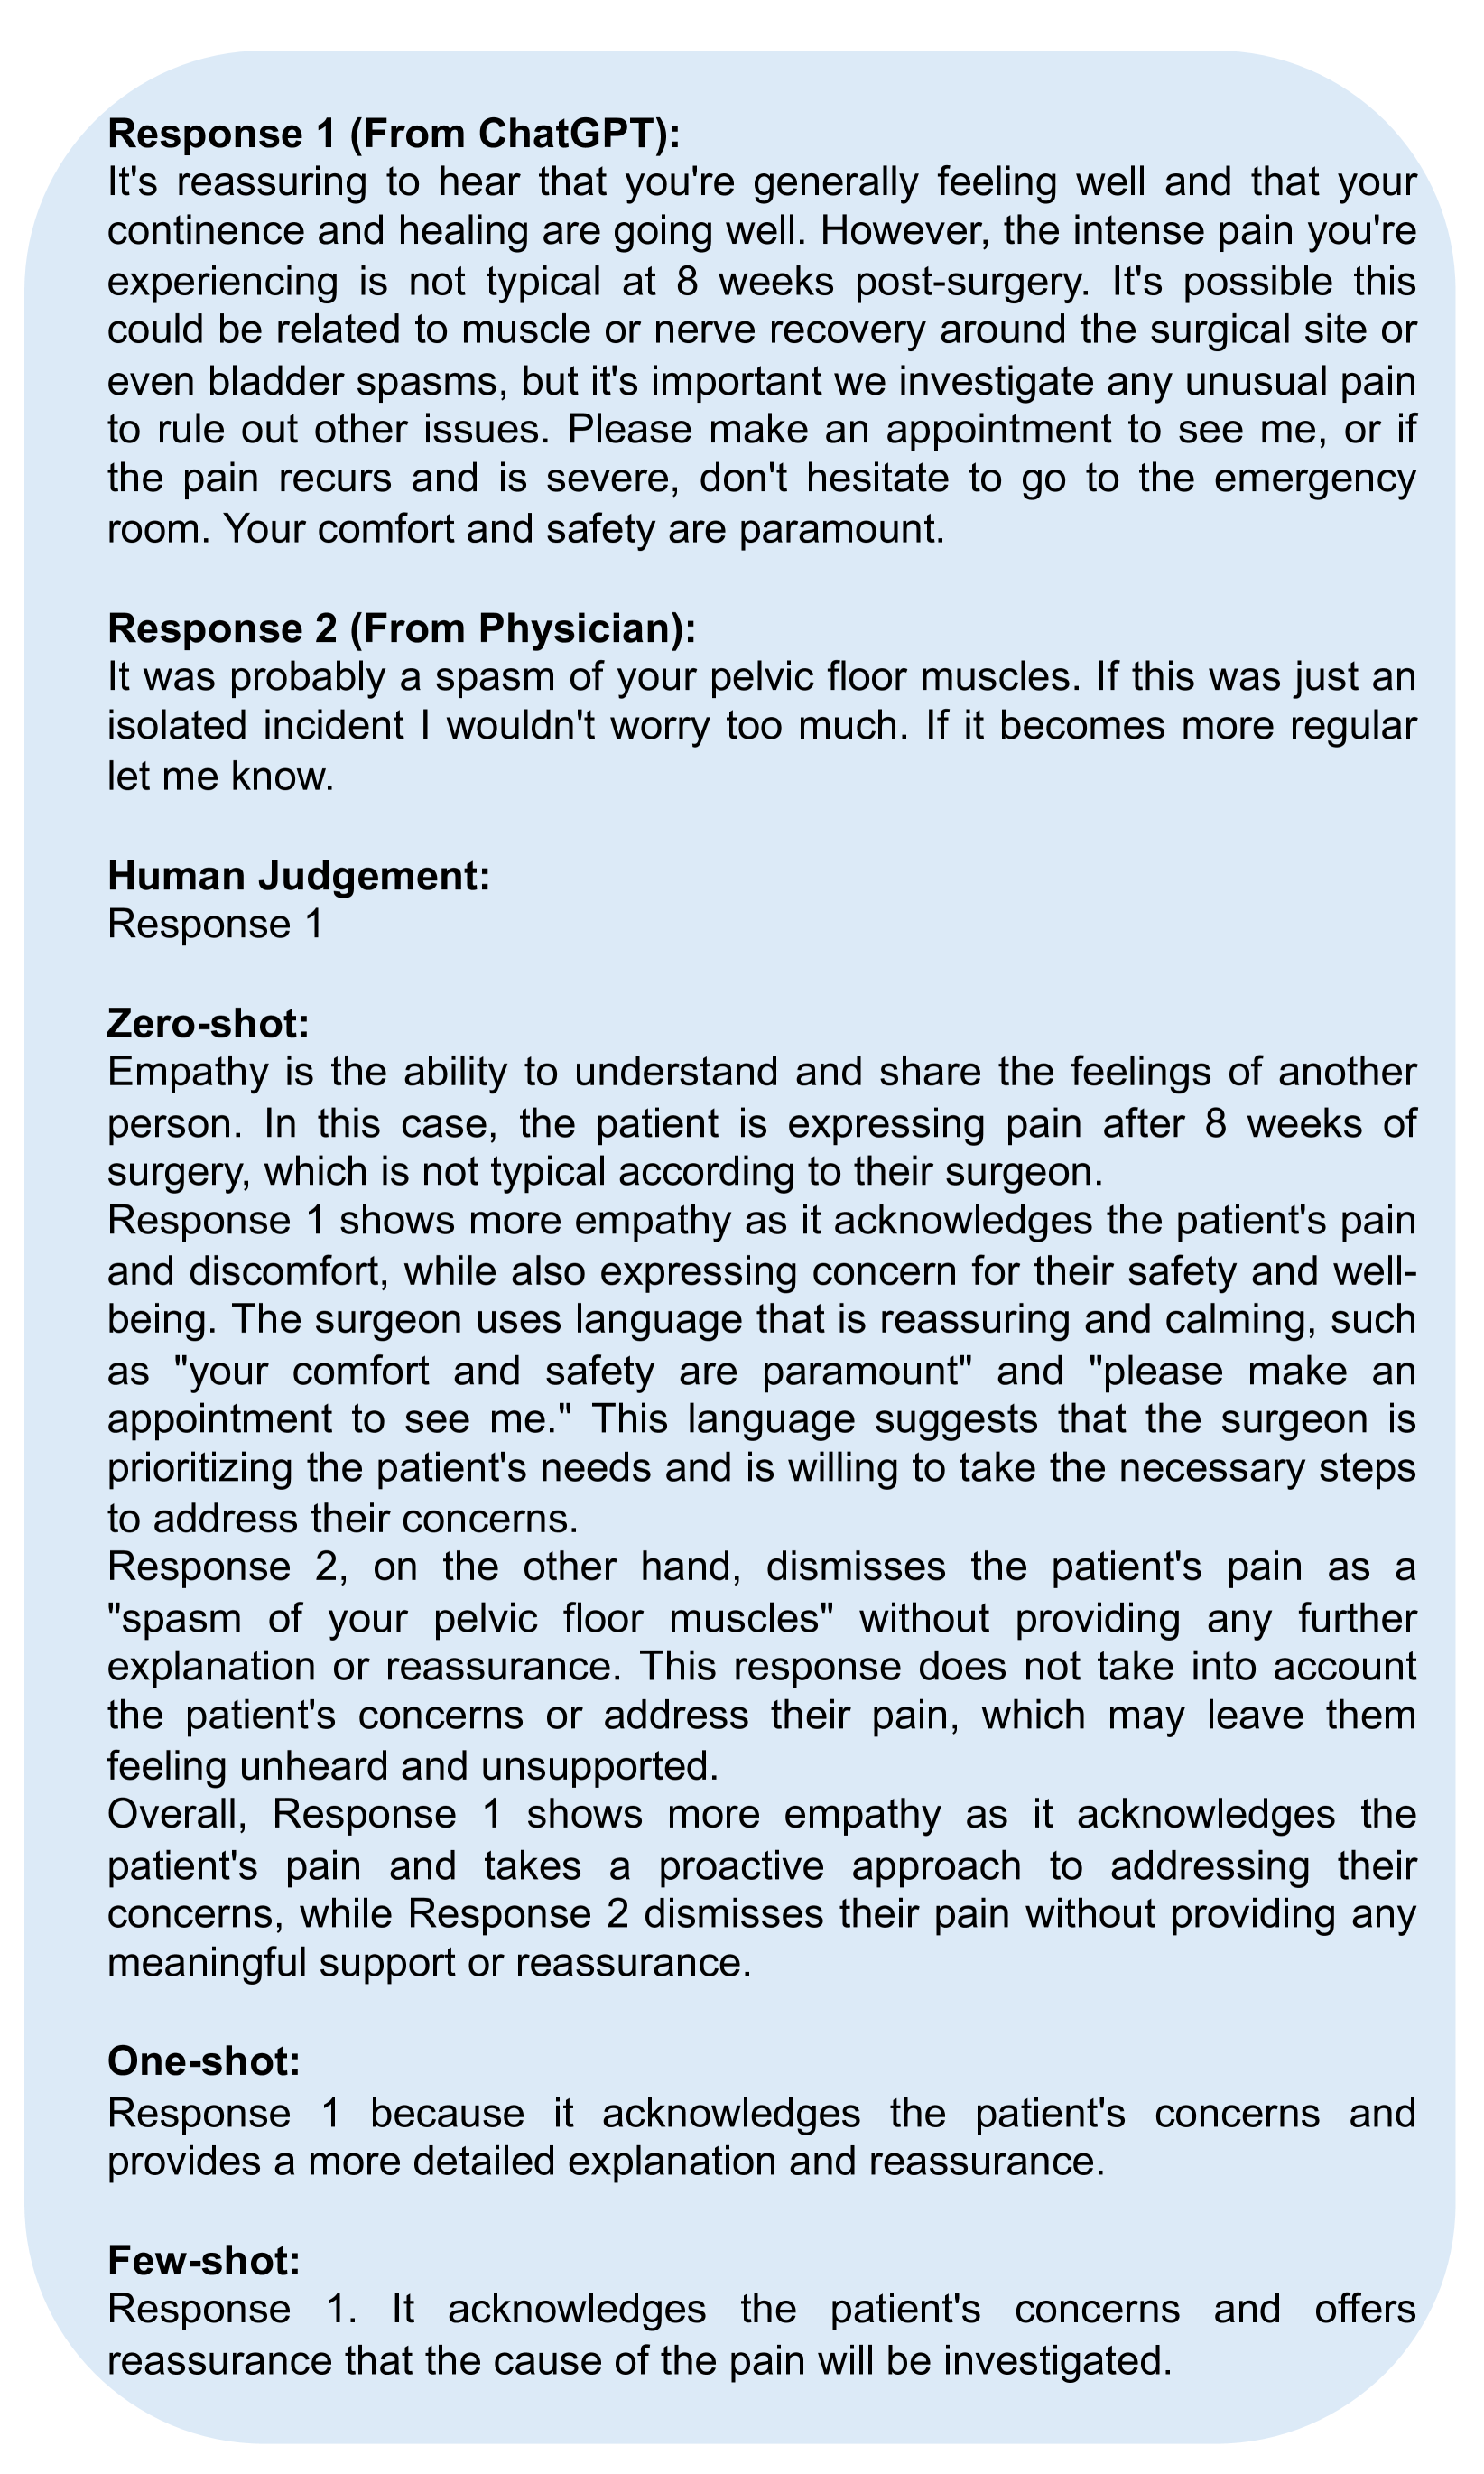 Response 1 (From ChatGPT):
It's reassuring to hear that you're generally feeling well and that your
continence and healing are going well. However, the intense pain you're
experiencing is not typical at 8 weeks post-surgery. It's possible this
could be related to muscle or nerve recovery around the surgical site or
even bladder spasms, but it's important we investigate any unusual pain
to rule out other issues. Please make an appointment to see me, or if
the pain recurs and is severe, don't hesitate to go to the emergency
room. Your comfort and safety are paramount.
Response 2 (From Physician):
It was probably a spasm of your pelvic floor muscles. If this was just an
isolated incident I wouldn't worry too much. If it becomes more regular
let me know.
Human Judgement:
Response 1
Zero-shot:
Empathy is the ability to understand and share the feelings of another
person. In this case, the patient is expressing pain after 8 weeks of
surgery, which is not typical according to their surgeon.
Response 1 shows more empathy as it acknowledges the patient's pain
and discomfort, while also expressing concern for their safety and well-
being. The surgeon uses language that is reassuring and calming, such
as "your comfort and safety are paramount" and "please make an
appointment to see me." This language suggests that the surgeon is
prioritizing the patient's needs and is willing to take the necessary steps
to address their concerns.
Response 2, on the other hand, dismisses the patient's pain as a
"spasm of your pelvic floor muscles" without providing any further
explanation or reassurance. This response does not take into account
the patient's concerns or address their pain, which may leave them
feeling unheard and unsupported.
Overall, Response 1 shows more empathy as it acknowledges the
patient's pain and takes a proactive approach to addressing their
concerns, while Response 2 dismisses their pain without providing any
meaningful support or reassurance.
One-shot:
Response 1 because it acknowledges the patient's concerns and
provides a more detailed explanation and reassurance.
Few-shot:
Response 1. It acknowledges the patient's concerns and offers
reassurance that the cause of the pain will be investigated.